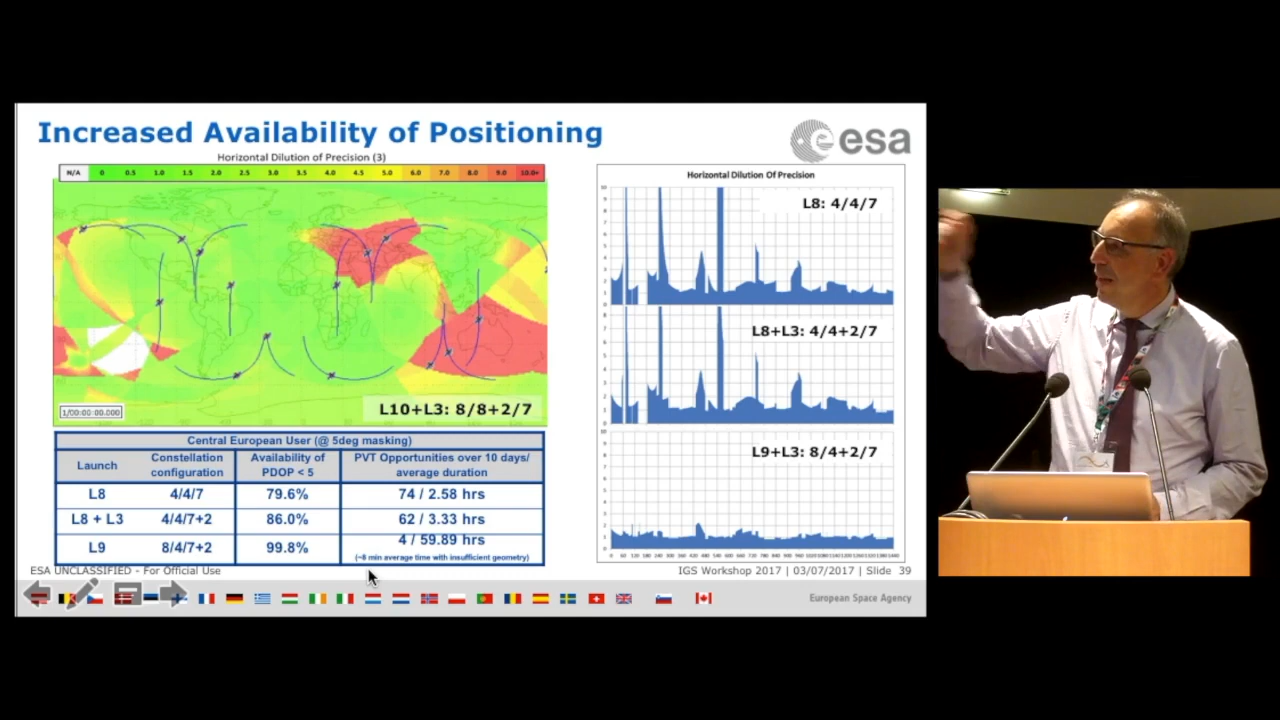 Increased Availability of Positioning
esa
Horizontal Dilution of Precision (3)
N/A 0 0.5 1.0 1.5 2.0 2.5 3.0 3.5 4.0 4.5 5.0 6.0 7.0 8.0 9.0 10.0+
1/00:00:00.000
L10+L3: 8/8+2/7
Central European User (@ 5deg masking)
Launch
Constellation configuration
Availability of PDOP < 5
PVT Opportunities over 10 days/ average duration
L8 4/4/7 79.6% 74 / 2.58 hrs
L8 + L3 4/4/7+2 86.0% 62 / 3.33 hrs
L9 8/4/7+2 99.8% 4 / 59.89 hrs
(~8 min average time with insufficient geometry)
Horizontal Dilution Of Precision
L8: 4/4/7
L8+L3: 4/4+2/7
L9+L3: 8/4+2/7
ESA UNCLASSIFIED - For Official Use
IGS Workshop 2017 | 03/07/2017 | Slide 39
European Space Agency